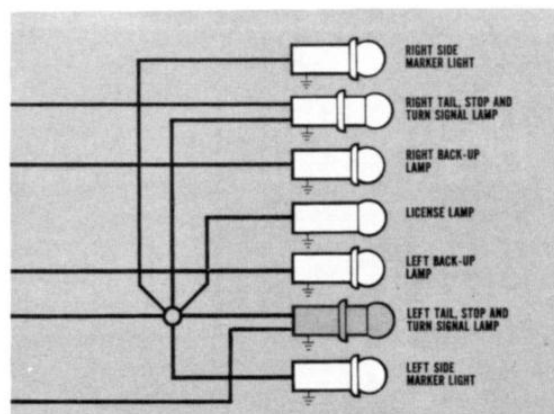 RIGHT SIDE
MARKER LIGHT
RIGHT TAIL, STOP AND
TURN SIGNAL LAMP
RIGHT BACK-UP
LAMP
LICENSE LAMP
LEFT BACK-UP
LAMP
LEFT TAIL, STOP AND
TURN SIGNAL LAMP
LEFT SIDE
MARKER LIGHT